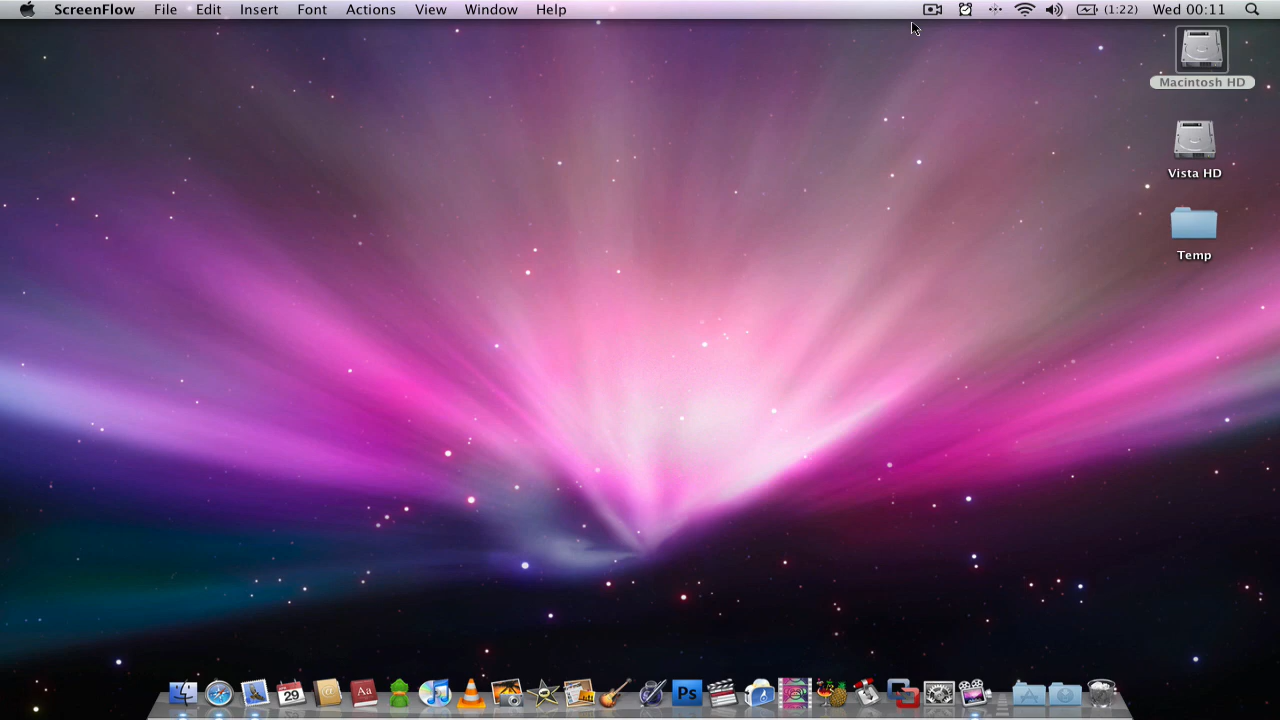 ScreenFlow File Edit Insert Font Actions View Window Help (1:22) Wed 00:11
Macintosh HD
Vista HD
Temp
29
@
Aa
Ps